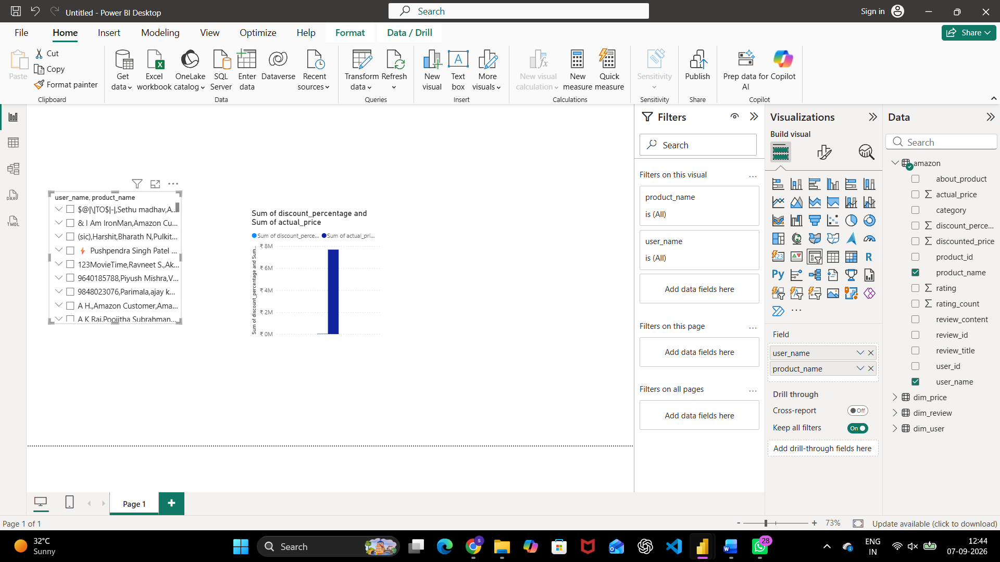 Untitled - Power BI Desktop
Search
Sign in
File
Home
Insert
Modeling
View
Optimize
Help
Format
Data / Drill
Share
Paste
Cut
Copy
Format painter
Clipboard
Get data
Excel workbook
OneLake catalog
SQL Server
Enter data
Dataverse
Recent sources
Data
Transform data
Refresh
Queries
New visual
Text box
More visuals
Insert
New visual calculation
New measure
Quick measure
Calculations
Sensitivity
Sensitivity
Publish
Share
Prep data for AI
Copilot
Copilot
user_name, product_name
$@|\|TO$|-|,Sethu madhav,A...
& I Am IronMan,Amazon Cu...
(sic),Harshit,Bharath N,Pulkit...
Pushpendra Singh Patel ...
123MovieTime,Ravneet S.,Ak...
9640185788,Piyush Mishra,V...
9848023076,Parimala,ajay k...
A H.,Amazon Customer,Ama...
A K Rai,Poojitha Subrahman...
Sum of discount_percentage and
Sum of actual_price
Sum of discount_perce...
Sum of actual_pri...
Sum of discount_percentage and Sum...
₹ 8M
₹ 6M
₹ 4M
₹ 2M
₹ 0M
Filters
Search
Filters on this visual
...
product_name
is (All)
user_name
is (All)
Add data fields here
Filters on this page
...
Add data fields here
Filters on all pages
...
Add data fields here
Visualizations
Build visual
123
R
Py
...
Field
user_name
product_name
Drill through
Cross-report
Off
Keep all filters
On
Add drill-through fields here
Data
Search
amazon
about_product
actual_price
category
discount_perce...
discounted_price
product_id
product_name
rating
rating_count
review_content
review_id
review_title
user_id
user_name
dim_price
dim_review
dim_user
DAX
TMDL
Page 1
Page 1 of 1
- + 73%
Update available (click to download)
32°C
Sunny
Search
28
ENG
IN
12:44
07-09-2026